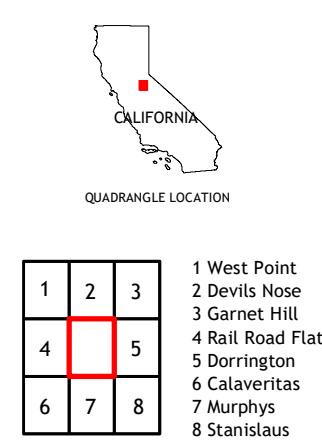 CALIFORNIA
QUADRANGLE LOCATION
1 2 3
4 5
6 7 8
1 West Point
2 Devils Nose
3 Garnet Hill
4 Rail Road Flat
5 Dorrington
6 Calaveritas
7 Murphys
8 Stanislaus